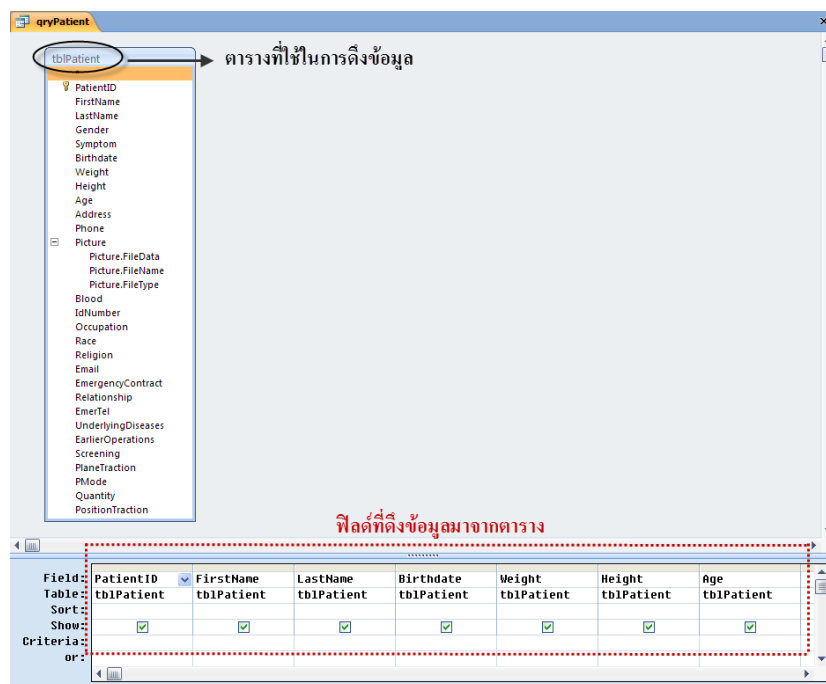 qryPatient
tblPatient
ตารางที่ใช้ในการดึงข้อมูล
PatientID
FirstName
LastName
Gender
Symptom
Birthdate
Weight
Height
Age
Address
Phone
Picture
Picture.FileData
Picture.FileName
Picture.FileType
Blood
IdNumber
Occupation
Race
Religion
Email
EmergencyContract
Relationship
EmerTel
UnderlyingDiseases
EarlierOperations
Screening
PlaneTraction
PMode
Quantity
PositionTraction
ฟิลด์ที่ดึงข้อมูลมาจากตาราง
Field: PatientID FirstName LastName Birthdate Weight Height Age
Table: tblPatient tblPatient tblPatient tblPatient tblPatient tblPatient tblPatient
Sort:
Show:
Criteria:
or: